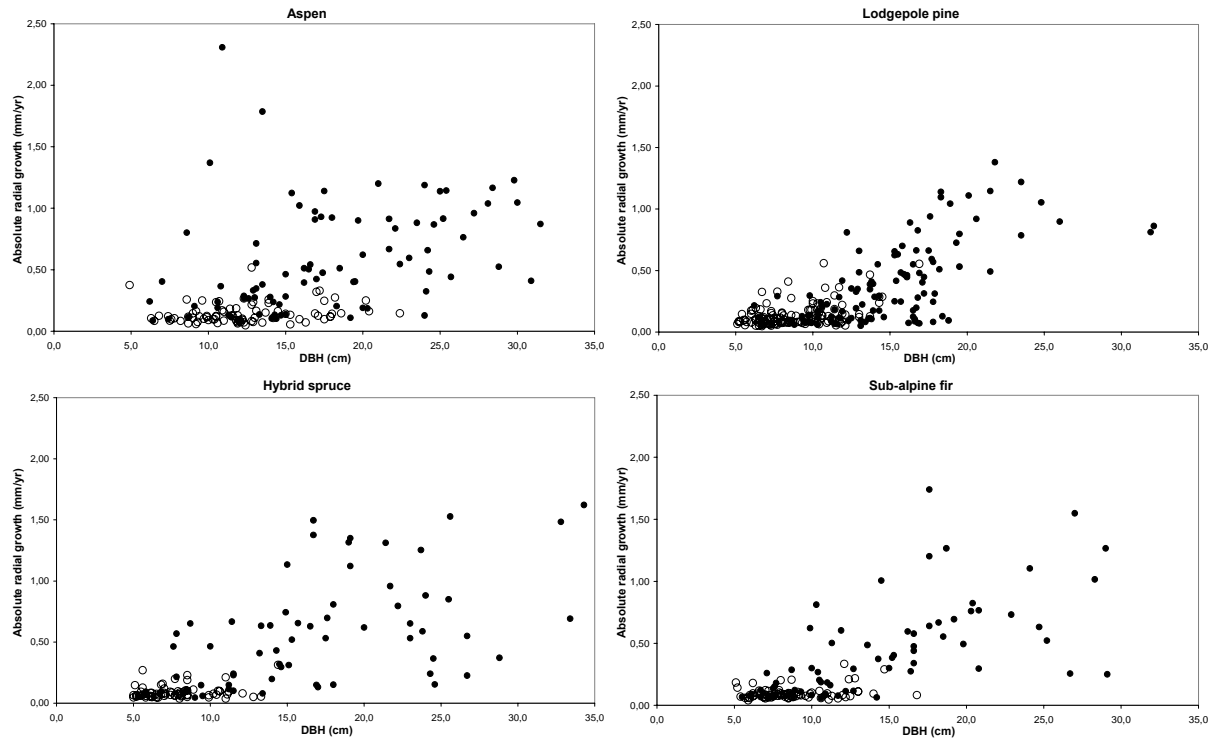 Aspen
2,50
2,00
1,50
1,00
0,50
0,00
Absolute radial growth (mm/yr)
0,0 5,0 10,0 15,0 20,0 25,0 30,0 35,0
DBH (cm)
Lodgepole pine
2,50
2,00
1,50
1,00
0,50
0,00
Absolute radial growth (mm/yr)
0,0 5,0 10,0 15,0 20,0 25,0 30,0 35,0
DBH (cm)
Hybrid spruce
2,50
2,00
1,50
1,00
0,50
0,00
Absolute radial growth (mm/yr)
0,0 5,0 10,0 15,0 20,0 25,0 30,0 35,0
DBH (cm)
Sub-alpine fir
2,50
2,00
1,50
1,00
0,50
0,00
Absolute radial growth (mm/yr)
0,0 5,0 10,0 15,0 20,0 25,0 30,0 35,0
DBH (cm)